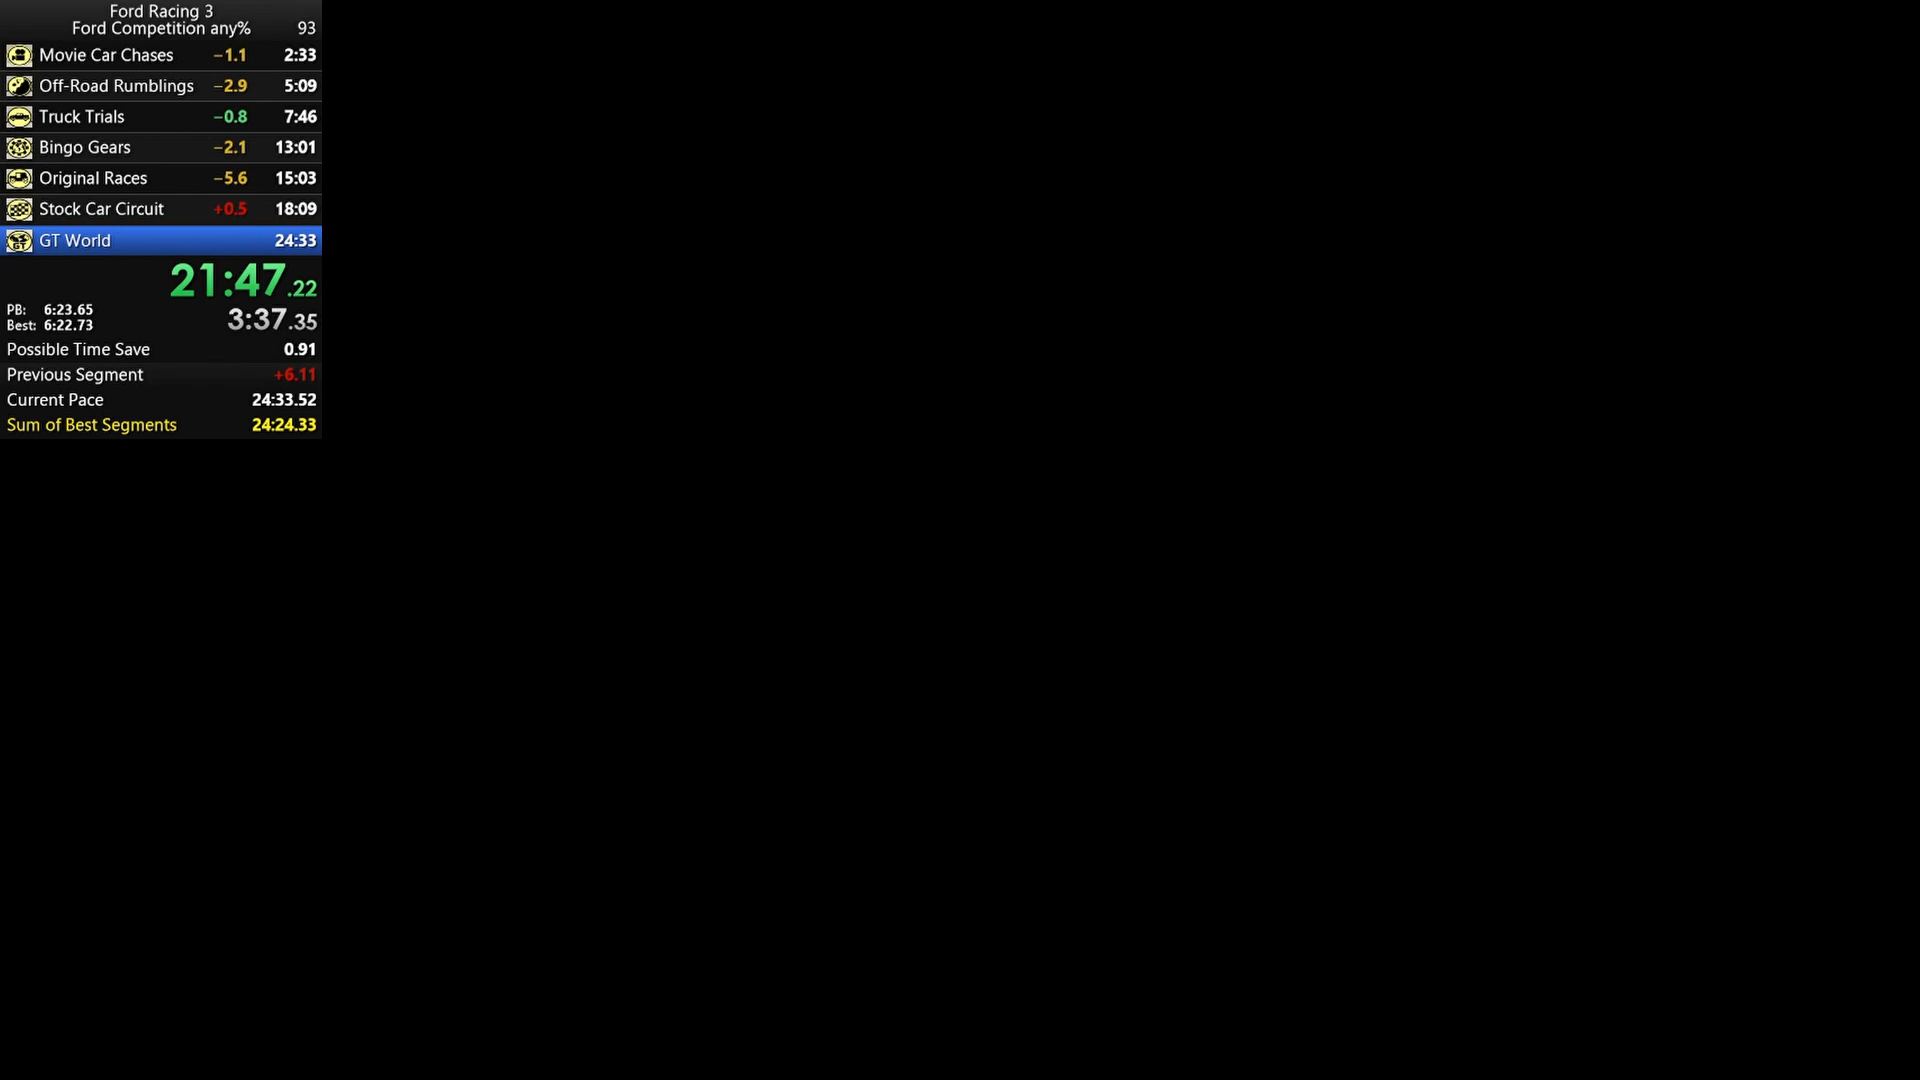 Ford Racing 3
Ford Competition any% 93
Movie Car Chases −1.1 2:33
Off-Road Rumblings −2.9 5:09
Truck Trials −0.8 7:46
Bingo Gears −2.1 13:01
Original Races −5.6 15:03
Stock Car Circuit +0.5 18:09
GT World 24:33
21:47.22
PB: 6:23.65
Best: 6:22.73
3:37.35
Possible Time Save 0.91
Previous Segment +6.11
Current Pace 24:33.52
Sum of Best Segments 24:24.33